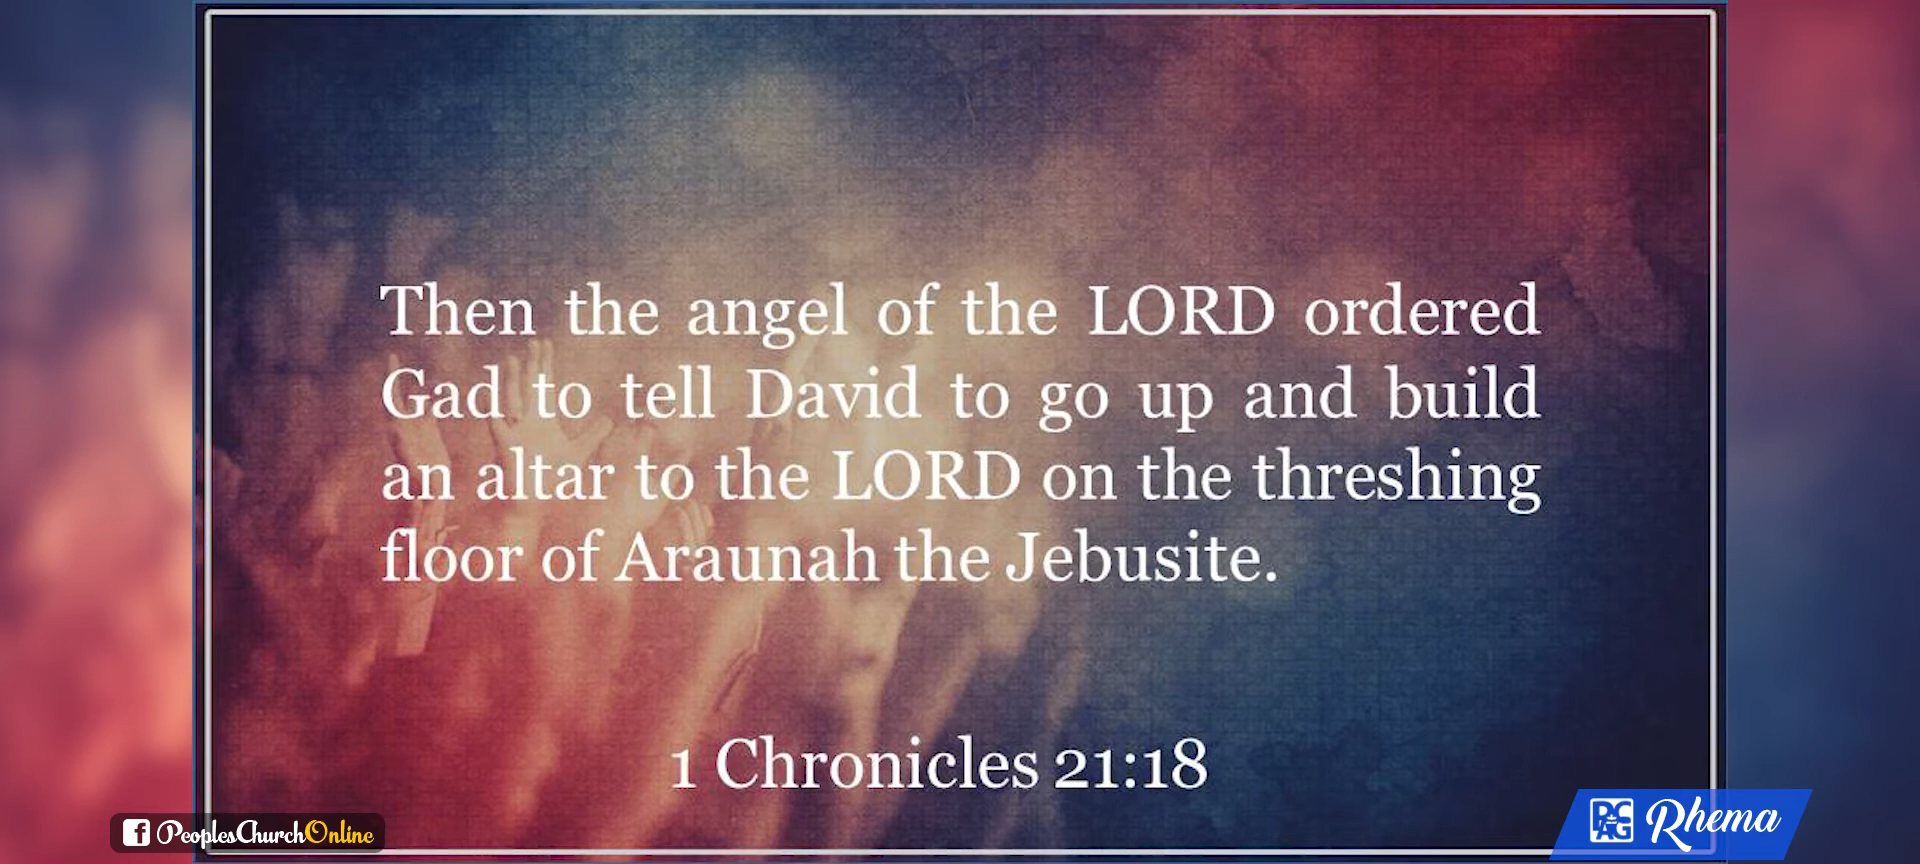 Then the angel of the LORD ordered
Gad to tell David to go up and build
an altar to the LORD on the threshing
floor of Araunah the Jebusite.
1 Chronicles 21:18
f PeoplesChurchOnline
PCAG Rhema